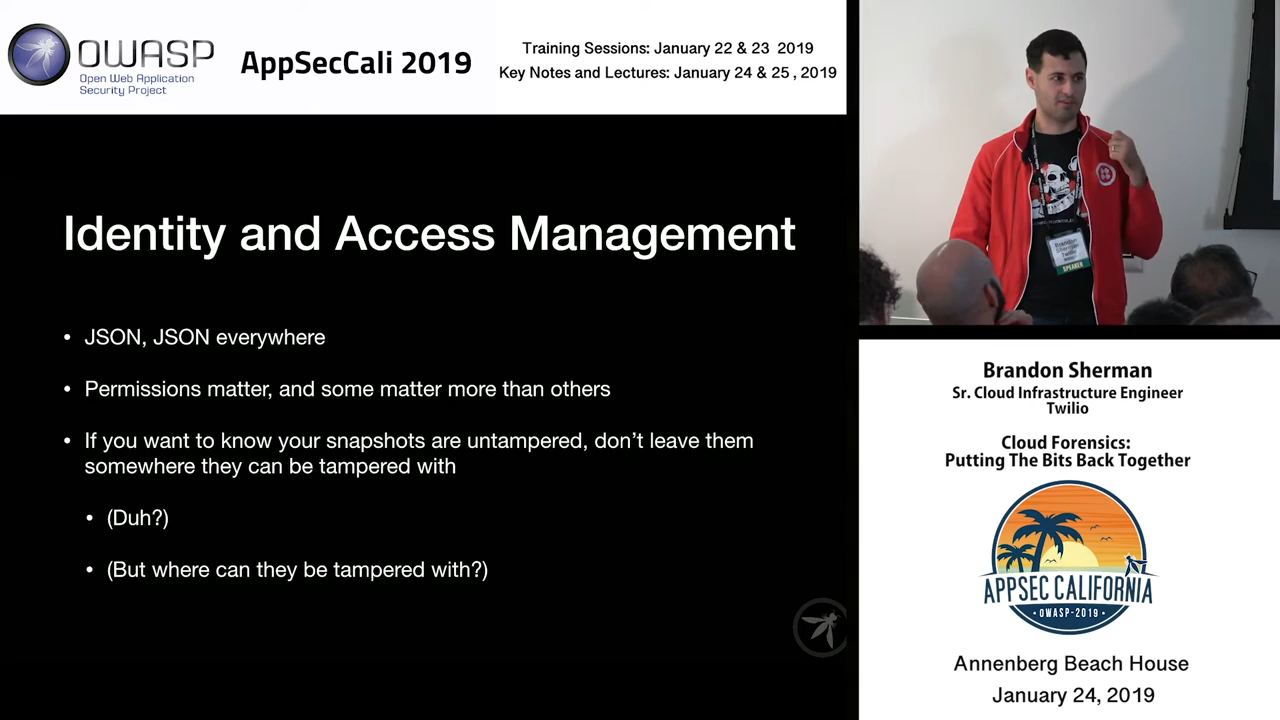 OWASP
Open Web Application
Security Project
AppSecCali 2019
Training Sessions: January 22 & 23 2019
Key Notes and Lectures: January 24 & 25 , 2019
Identity and Access Management
• JSON, JSON everywhere
• Permissions matter, and some matter more than others
• If you want to know your snapshots are untampered, don’t leave them
somewhere they can be tampered with
• (Duh?)
• (But where can they be tampered with?)
Brandon
Sherman
Twilio
SPEAKER
Brandon Sherman
Sr. Cloud Infrastructure Engineer
Twilio
Cloud Forensics:
Putting The Bits Back Together
APPSEC CALIFORNIA
• OWASP-2019 •
Annenberg Beach House
January 24, 2019